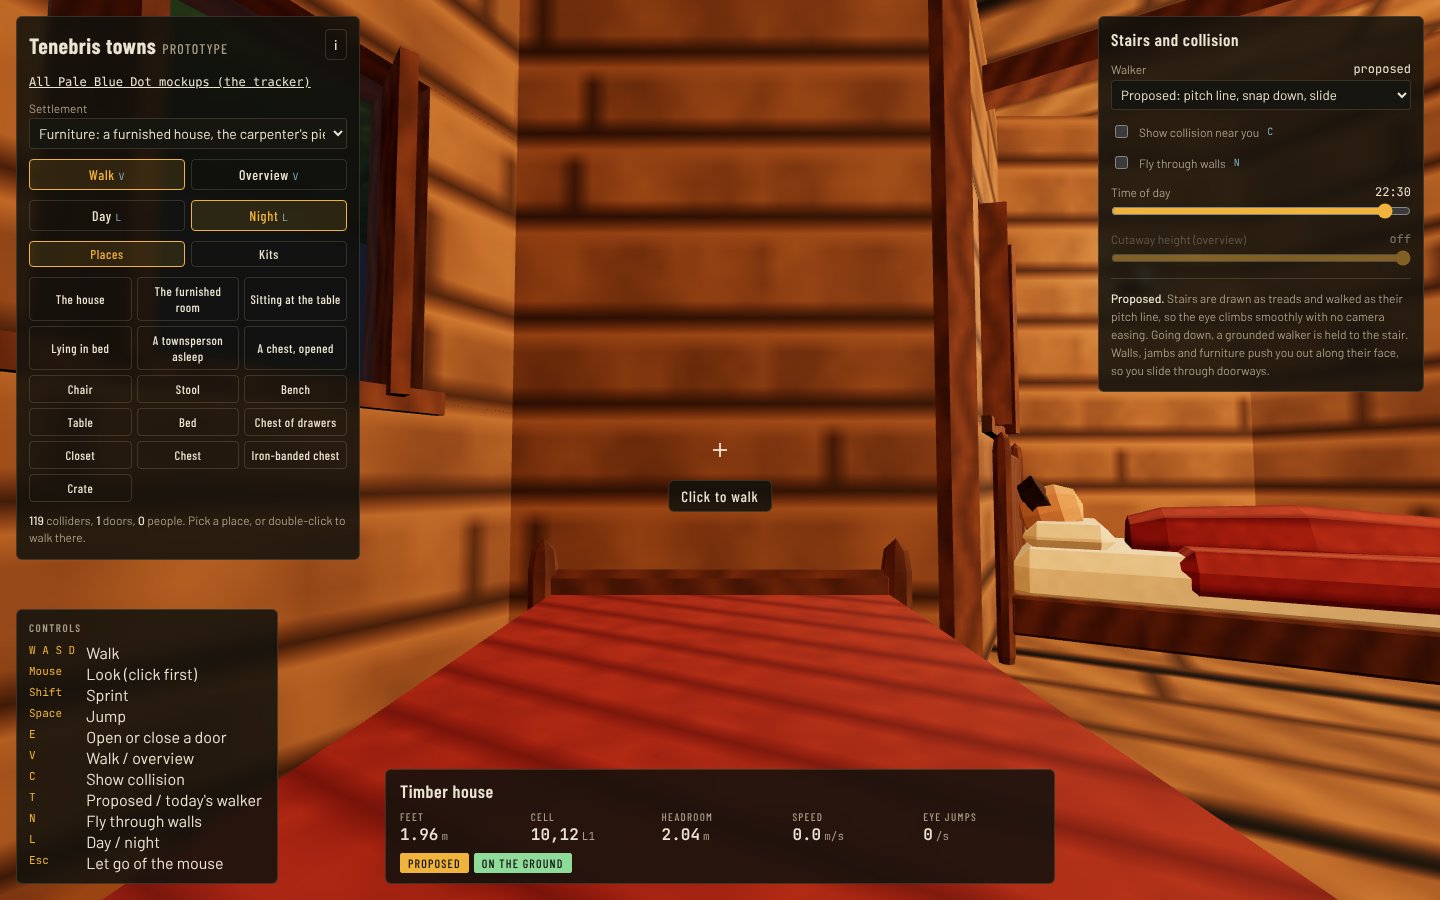 Tenebris towns PROTOTYPE
i
All Pale Blue Dot mockups (the tracker)
Settlement
Furniture: a furnished house, the carpenter's pie
Walk V
Overview V
Day L
Night L
Places
Kits
The house
The furnished room
Sitting at the table
Lying in bed
A townsperson asleep
A chest, opened
Chair
Stool
Bench
Table
Bed
Chest of drawers
Closet
Chest
Iron-banded chest
Crate
119 colliders, 1 doors, 0 people. Pick a place, or double-click to
walk there.
CONTROLS
W A S D Walk
Mouse Look (click first)
Shift Sprint
Space Jump
E Open or close a door
V Walk / overview
C Show collision
T Proposed / today's walker
N Fly through walls
L Day / night
Esc Let go of the mouse
Click to walk
Timber house
FEET CELL HEADROOM SPEED EYE JUMPS
1.96 m 10,12 L1 2.04 m 0.0 m/s 0 /s
PROPOSED ON THE GROUND
Stairs and collision
Walker proposed
Proposed: pitch line, snap down, slide
Show collision near you C
Fly through walls N
Time of day 22:30
Cutaway height (overview) off
Proposed. Stairs are drawn as treads and walked as their
pitch line, so the eye climbs smoothly with no camera
easing. Going down, a grounded walker is held to the stair.
Walls, jambs and furniture push you out along their face,
so you slide through doorways.